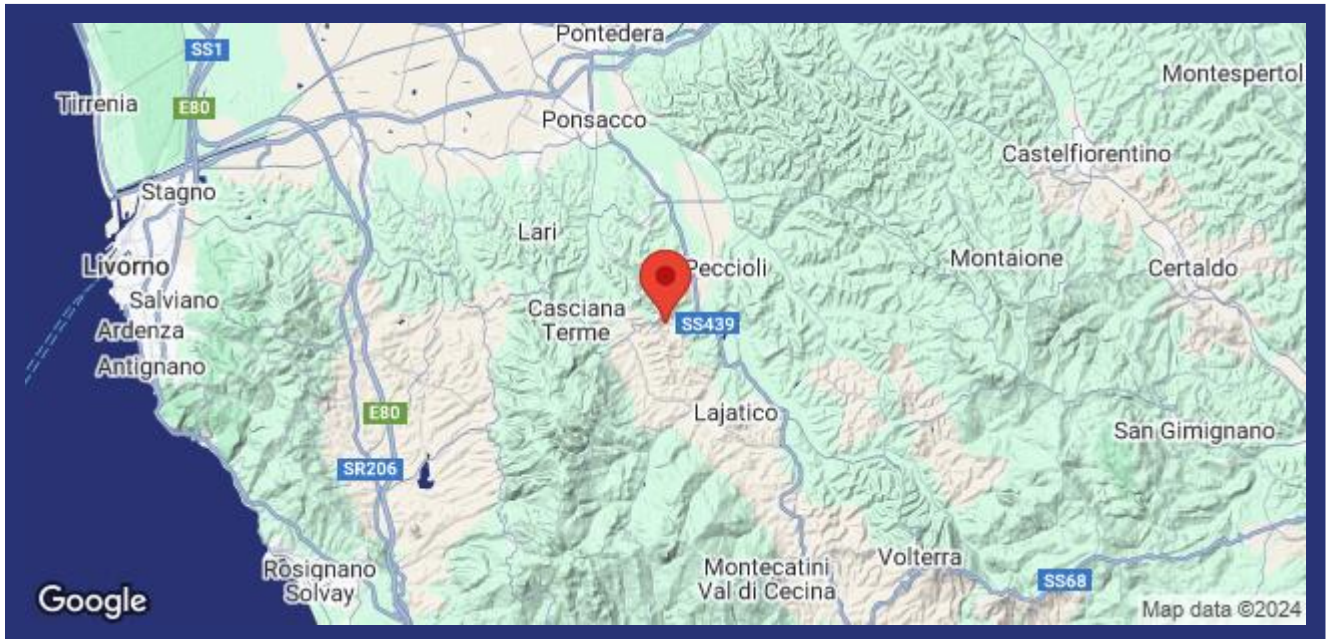 Pontedera
SS1
Montespertol
Tirrenia
E80
Ponsacco
Castelfiorentino
Stagno
Lari
Livorno
Peccioli
Montaione
Certaldo
Salviano
Casciana
Terme
SS439
Ardenza
Antignano
E80
Lajatico
San Gimignano
SR206
Volterra
Rosignano
Solvay
Montecatini
Val di Cecina
SS68
Google
Map data ©2024